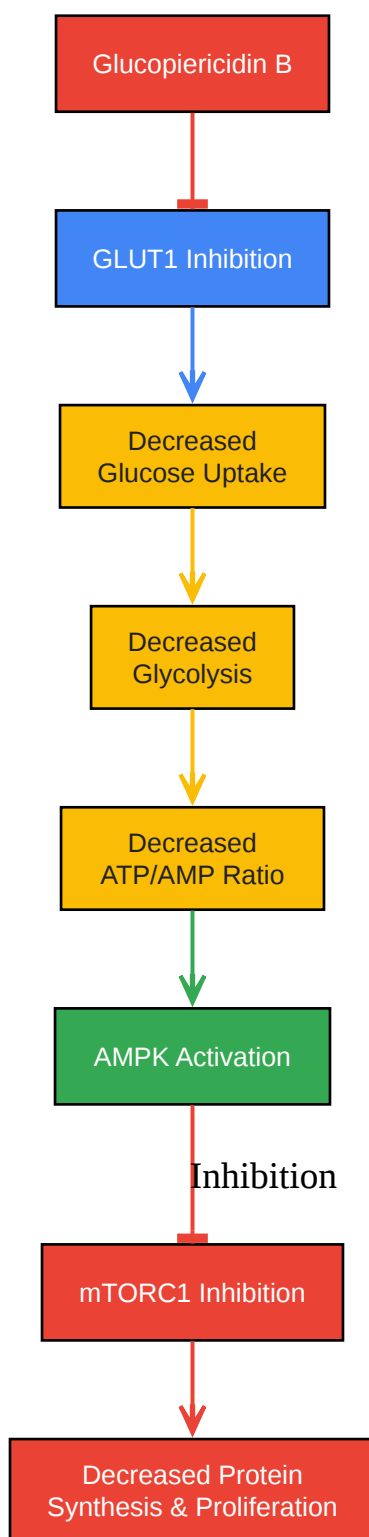 Glucopiericidin B
GLUT1 Inhibition
Decreased
Glucose Uptake
Decreased
Glycolysis
Decreased
ATP/AMP Ratio
AMPK Activation
Inhibition
mTORC1 Inhibition
Decreased Protein
Synthesis & Proliferation